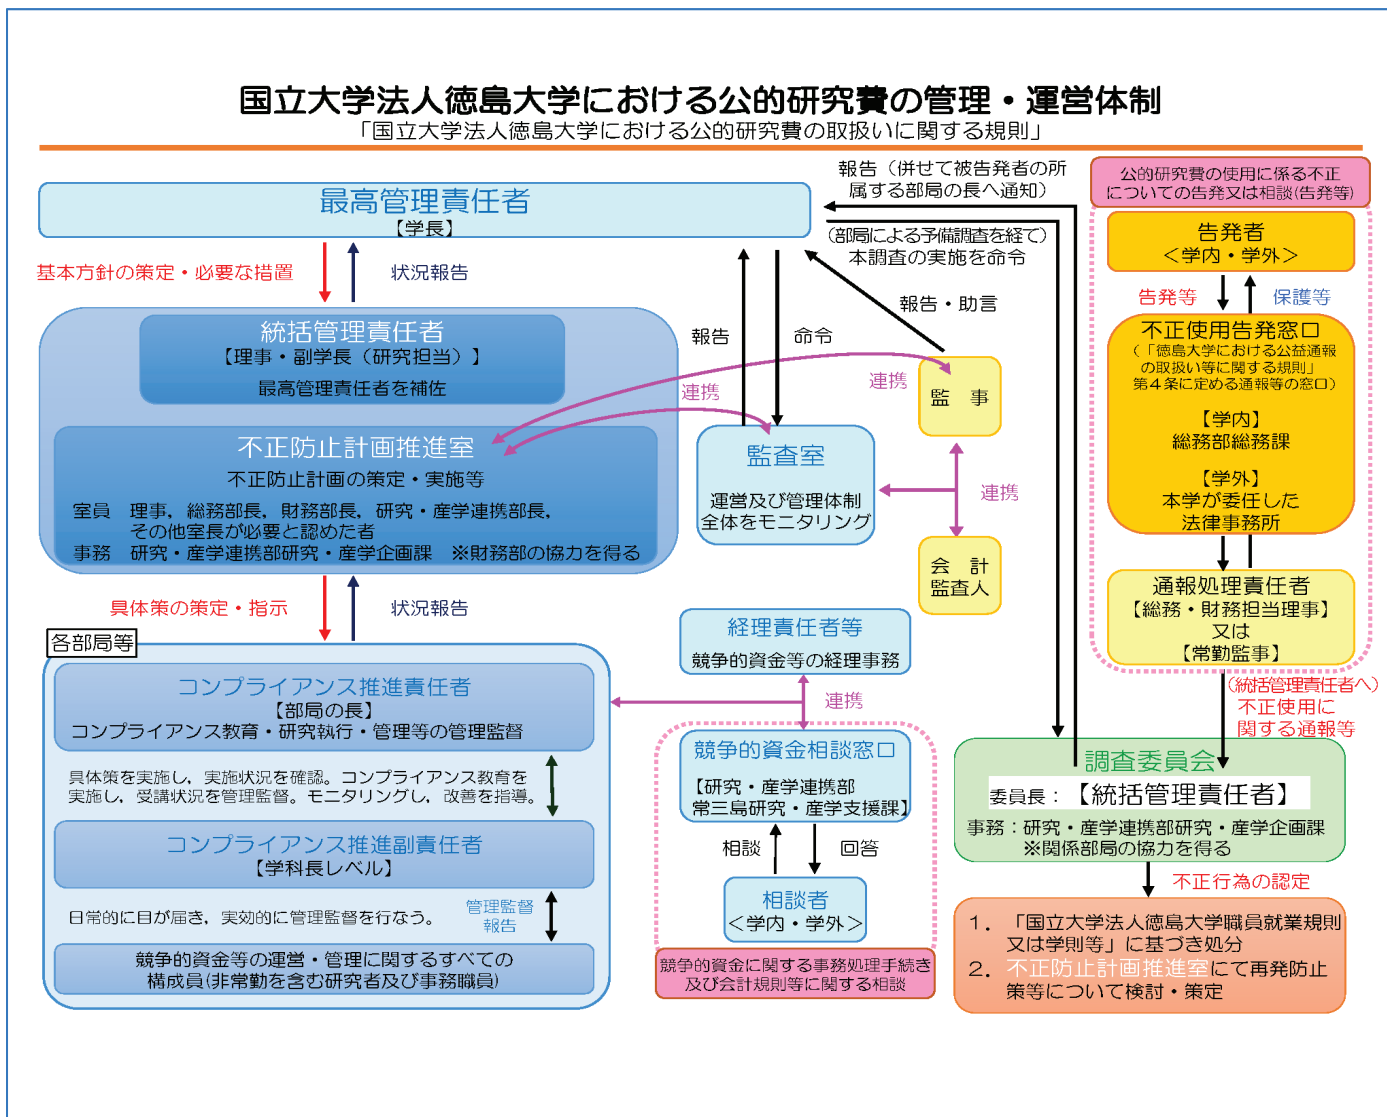 国立大学法人徳島大学における公的研究費の管理・運営体制
「国立大学法人徳島大学における公的研究費の取扱いに関する規則」
最高管理責任者
【学長】
基本方針の策定・必要な措置
状況報告
統括管理責任者
【理事・副学長（研究担当）】
最高管理責任者を補佐
不正防止計画推進室
不正防止計画の策定・実施等
室員　理事，総務部長，財務部長，研究・産学連携部長，
その他室長が必要と認めた者
事務　研究・産学連携部研究・産学企画課　※財務部の協力を得る
具体策の策定・指示
状況報告
各部局等
コンプライアンス推進責任者
【部局の長】
コンプライアンス教育・研究執行・管理等の管理監督
具体策を実施し，実施状況を確認。コンプライアンス教育を
実施し，受講状況を管理監督。モニタリングし，改善を指導。
コンプライアンス推進副責任者
【学科長レベル】
日常的に目が届き，実効的に管理監督を行なう。
管理監督
報告
競争的資金等の運営・管理に関するすべての
構成員(非常勤を含む研究者及び事務職員)
報告
命令
報告・助言
連携
連携
監査室
運営及び管理体制
全体をモニタリング
監　事
連携
会　計
監査人
経理責任者等
競争的資金等の経理事務
連携
競争的資金相談窓口
【研究・産学連携部
常三島研究・産学支援課】
相談
回答
相談者
＜学内・学外＞
競争的資金に関する事務処理手続き
及び会計規則等に関する相談
報告（併せて被告発者の所
属する部局の長へ通知）
(部局による予備調査を経て)
本調査の実施を命令
公的研究費の使用に係る不正
についての告発又は相談(告発等)
告発者
＜学内・学外＞
告発等
保護等
不正使用告発窓口
（「徳島大学における公益通報
の取扱い等に関する規則」
第４条に定める通報等の窓口）
【学内】
総務部総務課
【学外】
本学が委任した
法律事務所
通報処理責任者
【総務・財務担当理事】
又は
【常勤監事】
(統括管理責任者へ)
不正使用に
関する通報等
調査委員会
委員長：【統括管理責任者】
事務：研究・産学連携部研究・産学企画課
※関係部局の協力を得る
不正行為の認定
１．「国立大学法人徳島大学職員就業規則
又は学則等」に基づき処分
２．不正防止計画推進室にて再発防止
策等について検討・策定